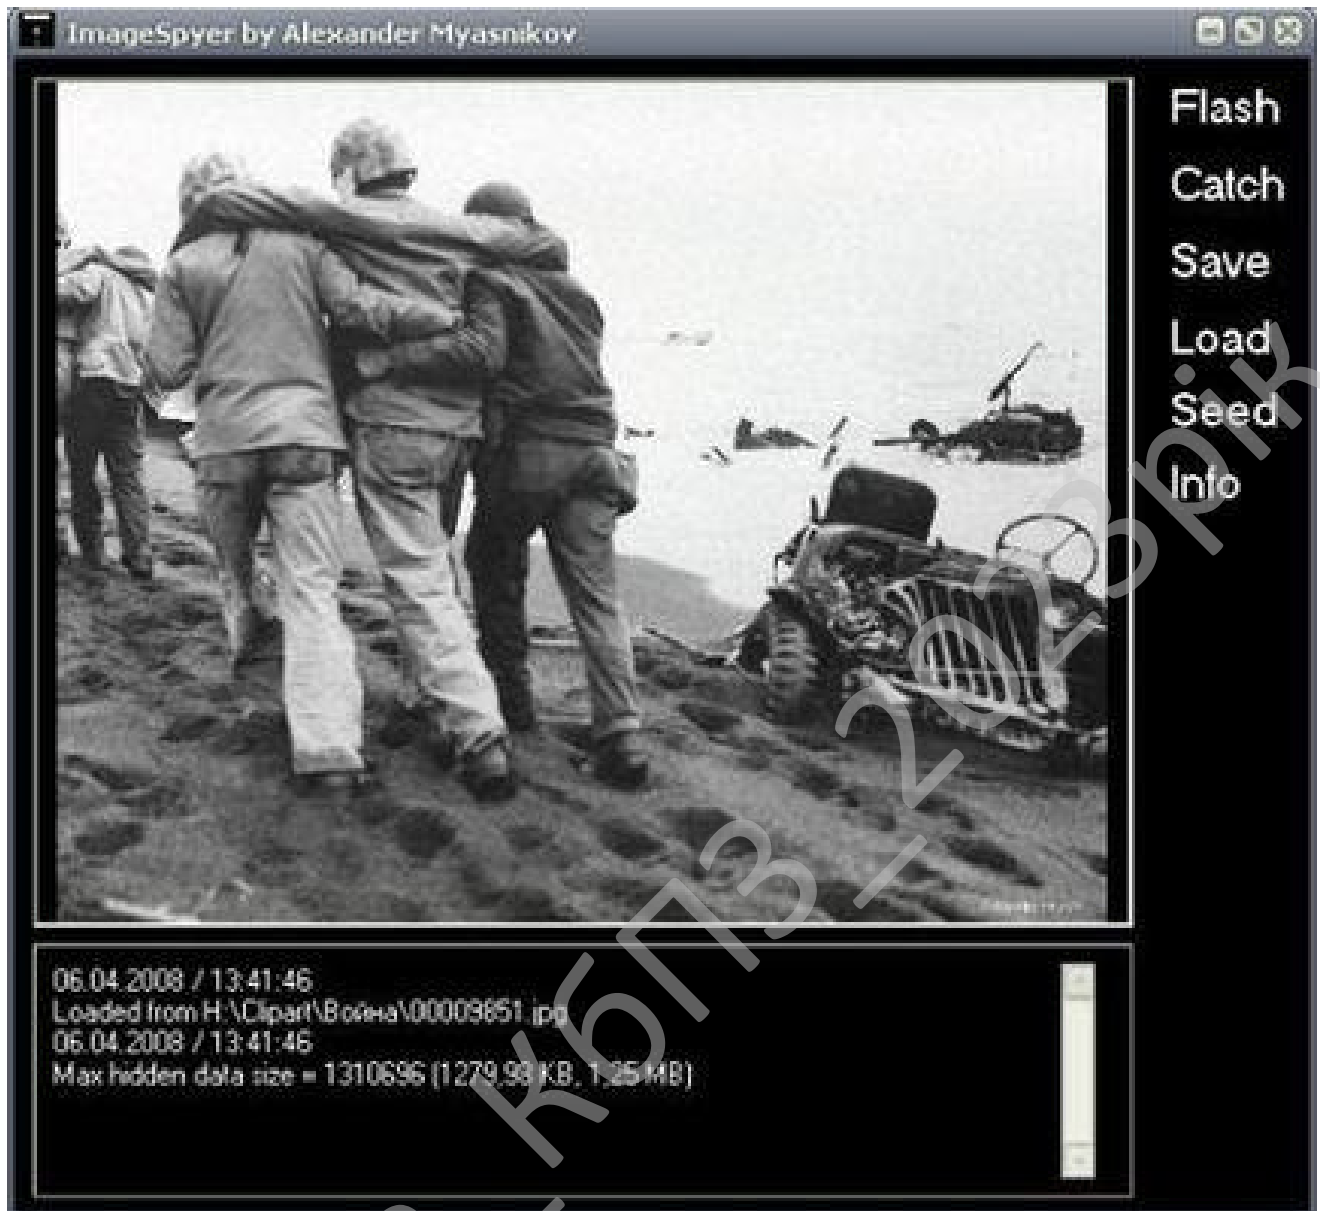 ImageSpyer by Alexander Myasnikov
Flash
Catch
Save
Load
Seed
Info
06.04.2008 / 13:41:46
Loaded from H:\Clipart\Война\00009851.jpg
06.04.2008 / 13:41:46
Max hidden data size = 1310696 (1279,98 KB, 1,25 MB)
КбПЗ_2023рік